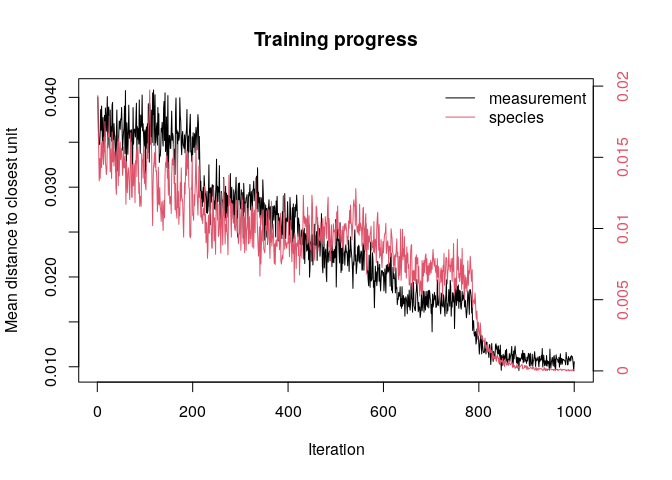 Training progress
measurement
species
Mean distance to closest unit
0.040
0.030
0.020
0.010
0.02
0.015
0.01
0.005
0
0 200 400 600 800 1000
Iteration